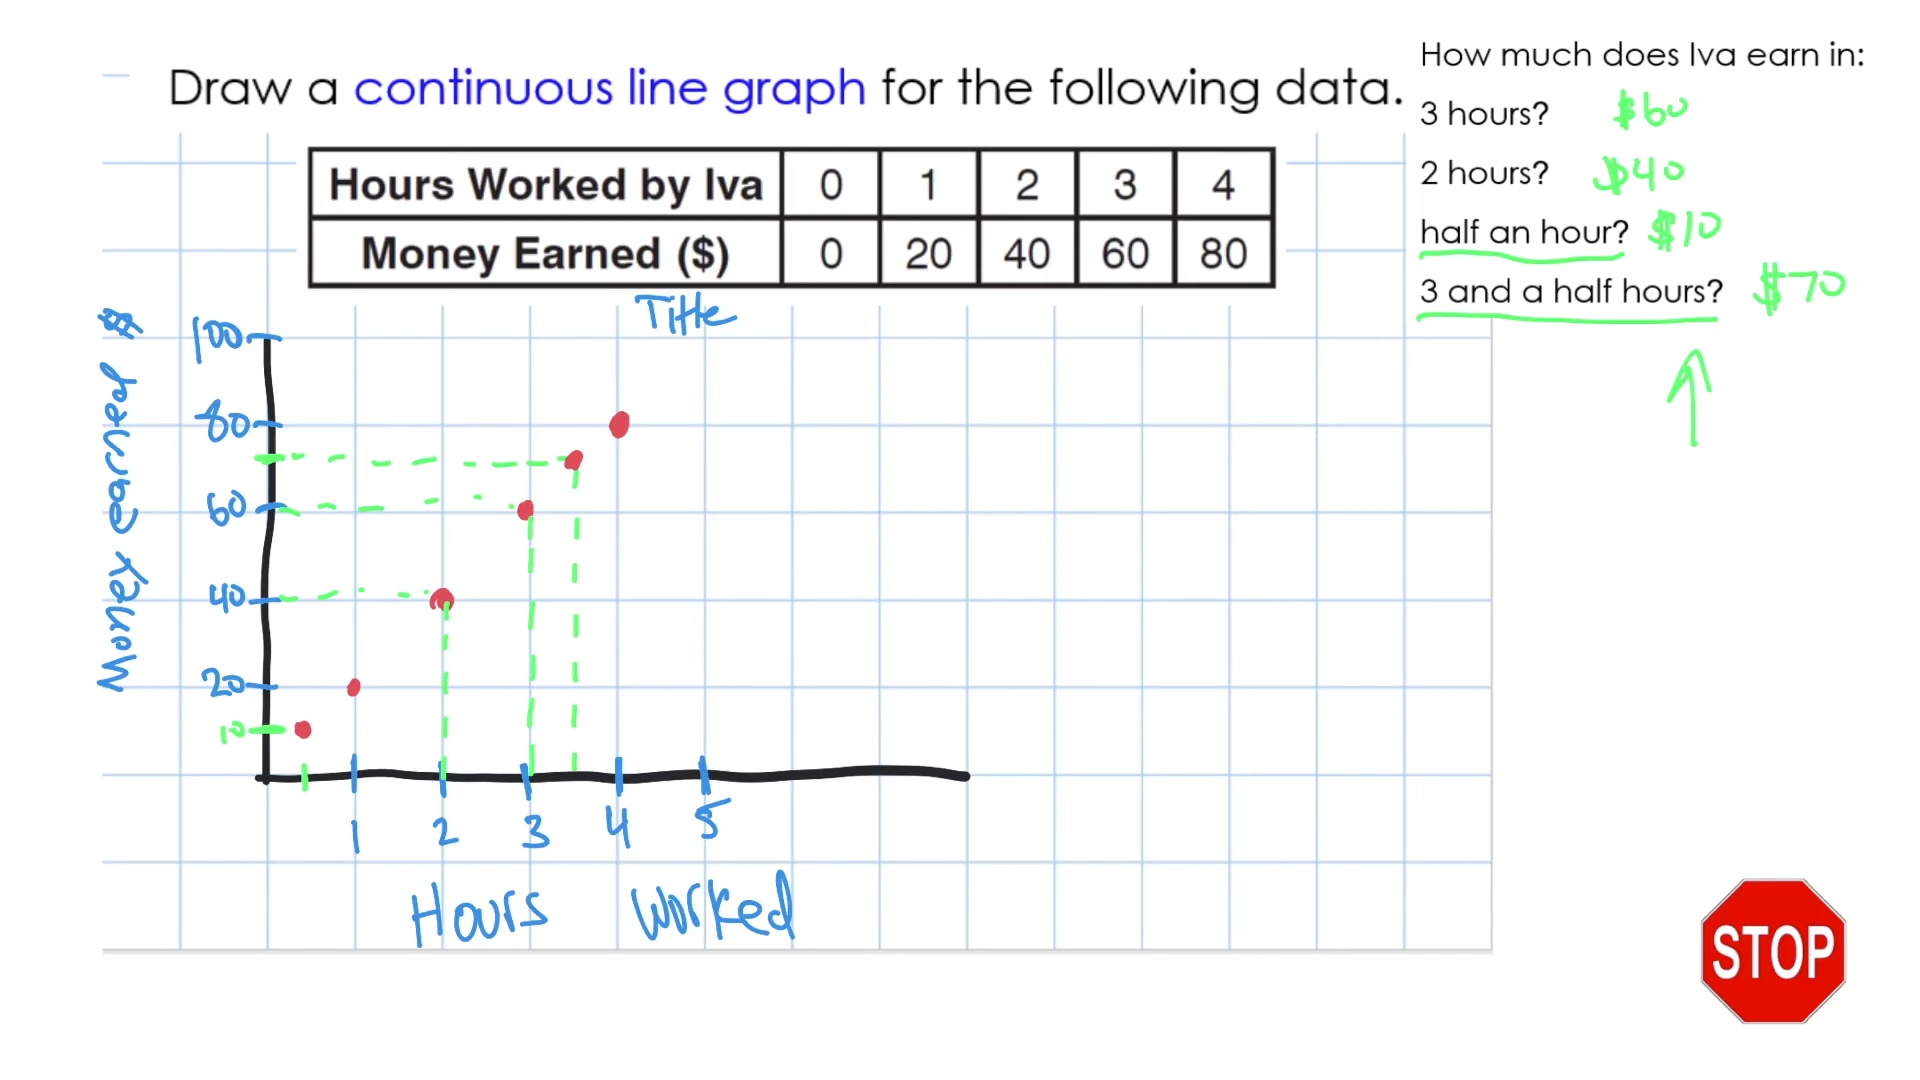 Draw a continuous line graph for the following data.
How much does Iva earn in:
3 hours? $60
2 hours? $40
half an hour? $10
3 and a half hours? $70
Hours Worked by Iva 0 1 2 3 4
Money Earned ($) 0 20 40 60 80
Title
Money earned $
100
80
60
40
20
10
1 2 3 4 5
Hours Worked
STOP